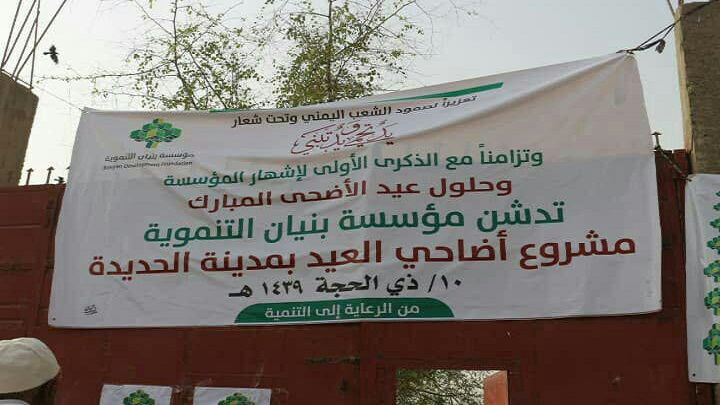 تعزيزاً لصمود الشعب اليمني وتحت شعار
يدٌ تحمي ويدٌ تبني
مؤسسة بنيان التنموية
Bonyan Development Foundation
وتزامناً مع الذكرى الأولى لإشهار المؤسسة
وحلول عيد الأضحى المبارك
تدشن مؤسسة بنيان التنموية
مشروع أضاحي العيد بمدينة الحديدة
١٠/ ذي الحجة ١٤٣٩ هـ
من الرعاية إلى التنمية